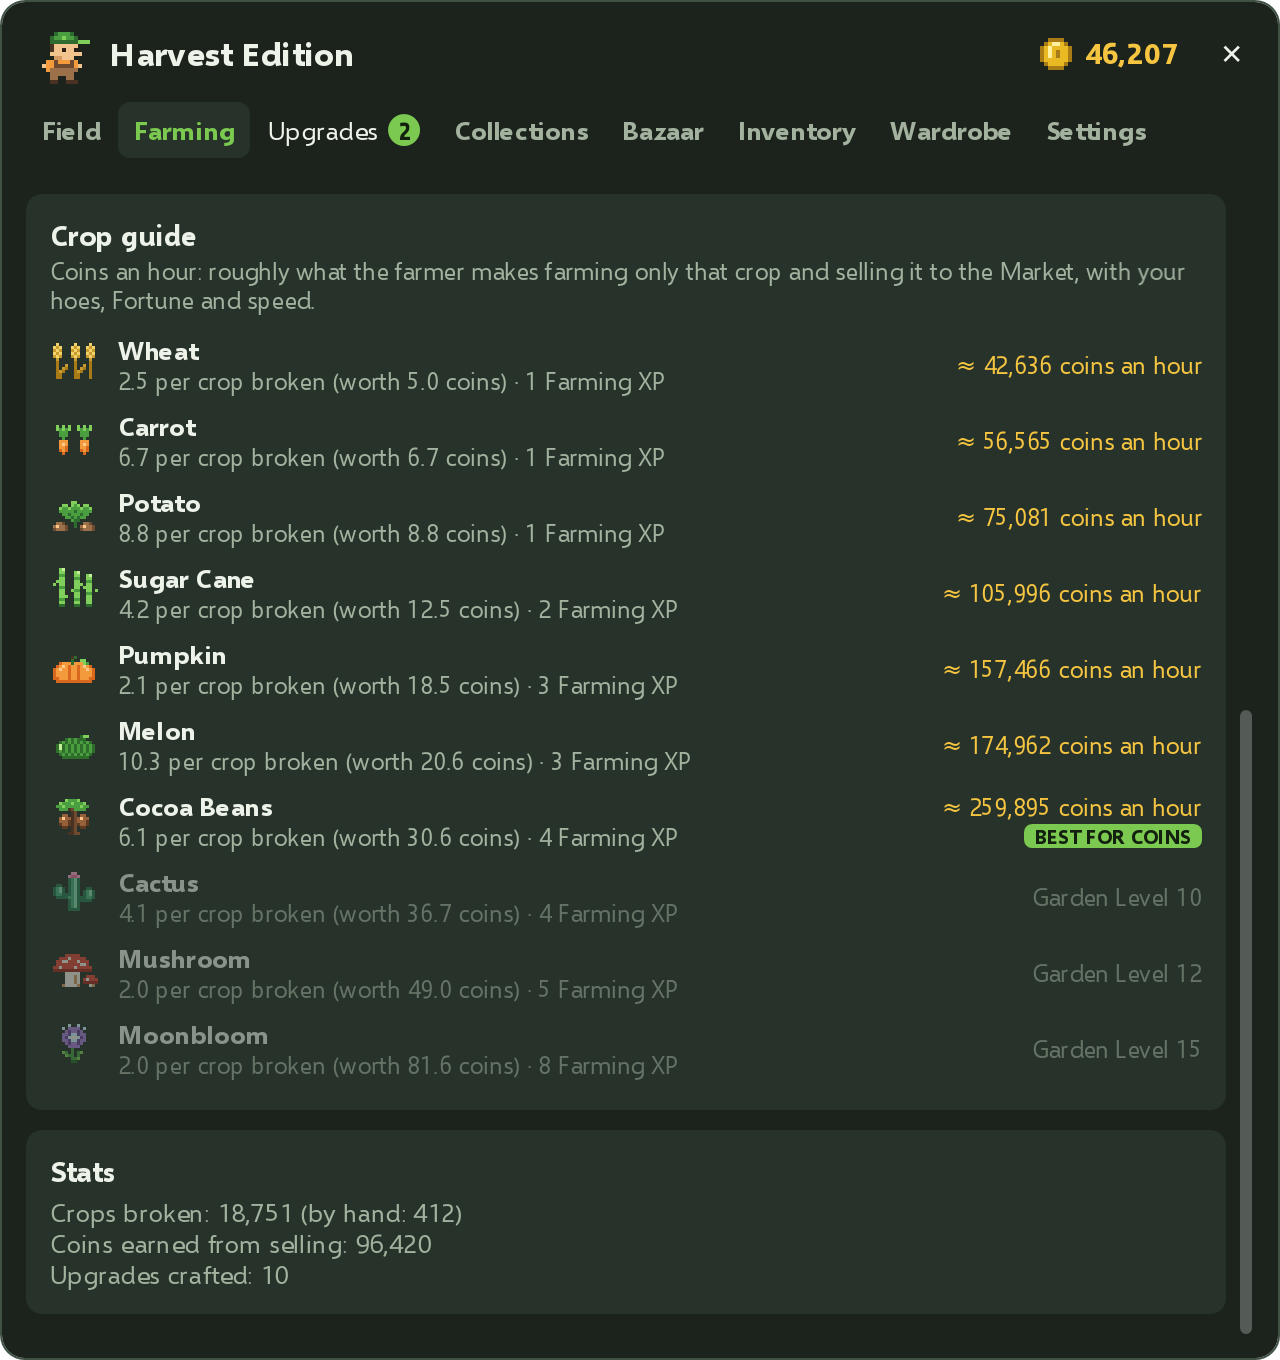 Harvest Edition
46,207 ✕
Field Farming Upgrades 2 Collections Bazaar Inventory Wardrobe Settings
Crop guide
Coins an hour: roughly what the farmer makes farming only that crop and selling it to the Market, with your
hoes, Fortune and speed.
Wheat
2.5 per crop broken (worth 5.0 coins) · 1 Farming XP
≈ 42,636 coins an hour
Carrot
6.7 per crop broken (worth 6.7 coins) · 1 Farming XP
≈ 56,565 coins an hour
Potato
8.8 per crop broken (worth 8.8 coins) · 1 Farming XP
≈ 75,081 coins an hour
Sugar Cane
4.2 per crop broken (worth 12.5 coins) · 2 Farming XP
≈ 105,996 coins an hour
Pumpkin
2.1 per crop broken (worth 18.5 coins) · 3 Farming XP
≈ 157,466 coins an hour
Melon
10.3 per crop broken (worth 20.6 coins) · 3 Farming XP
≈ 174,962 coins an hour
Cocoa Beans
6.1 per crop broken (worth 30.6 coins) · 4 Farming XP
≈ 259,895 coins an hour
BEST FOR COINS
Cactus
4.1 per crop broken (worth 36.7 coins) · 4 Farming XP
Garden Level 10
Mushroom
2.0 per crop broken (worth 49.0 coins) · 5 Farming XP
Garden Level 12
Moonbloom
2.0 per crop broken (worth 81.6 coins) · 8 Farming XP
Garden Level 15
Stats
Crops broken: 18,751 (by hand: 412)
Coins earned from selling: 96,420
Upgrades crafted: 10